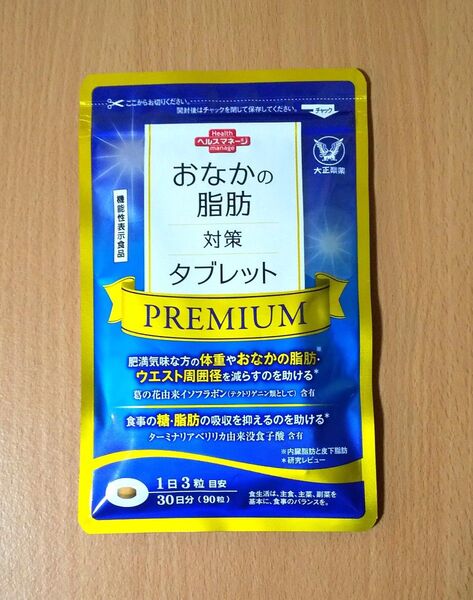 ここからお切りください。
開封後はチャックを閉じて保存してください。
チャック
Health
ヘルスマネージ
manage
大正製薬
機能性表示食品
おなかの
脂肪
対策
タブレット
PREMIUM
肥満気味な方の体重やおなかの脂肪※・
ウエスト周囲径を減らすのを助ける*
葛の花由来イソフラボン(テクトリゲニン類として)含有
食事の糖・脂肪の吸収を抑えるのを助ける*
ターミナリアベリリカ由来没食子酸 含有
※内臓脂肪と皮下脂肪
*研究レビュー
1日3粒 目安
30日分(90粒)
食生活は、主食、主菜、副菜を
基本に、食事のバランスを。